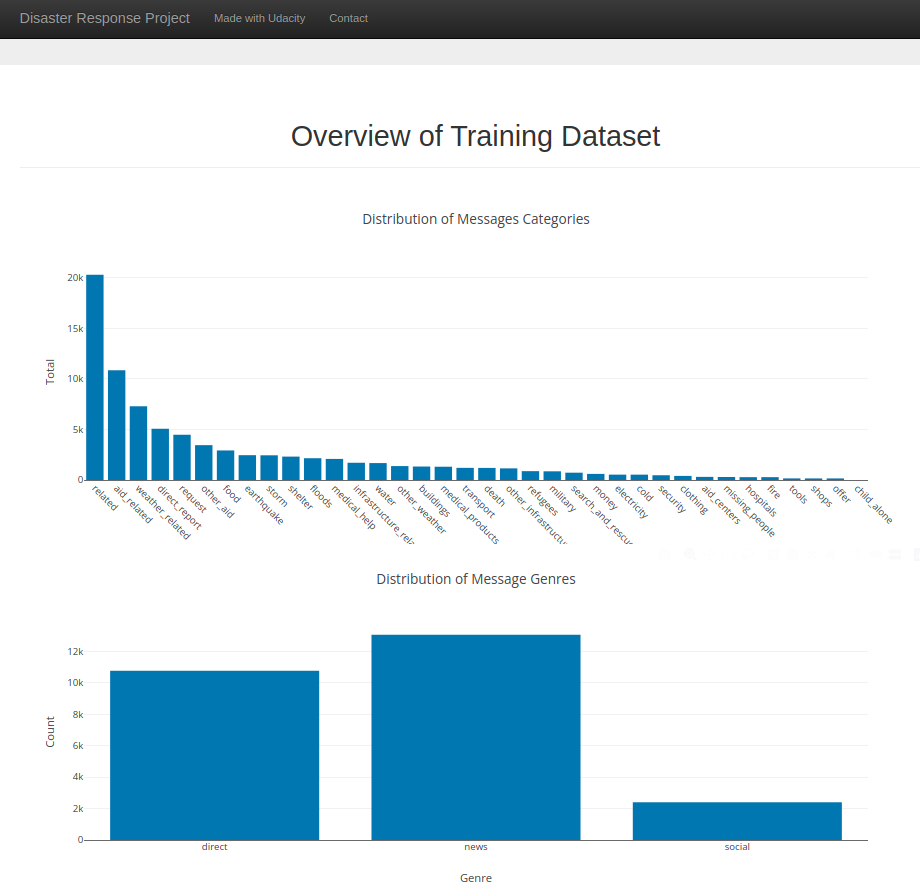 Disaster Response Project Made with Udacity Contact
Overview of Training Dataset
Distribution of Messages Categories
20k
15k
10k
5k
0
Total
related
aid_related
weather_related
direct_report
request
other_aid
food
earthquake
storm
shelter
floods
medical_help
infrastructure_rela
water
other_weather
buildings
medical_products
transport
death
other_infrastructu
refugees
military
search_and_rescu
money
electricity
cold
security
clothing
aid_centers
missing_people
hospitals
fire
tools
shops
offer
child_alone
Distribution of Message Genres
12k
10k
8k
6k
4k
2k
0
Count
direct news social
Genre